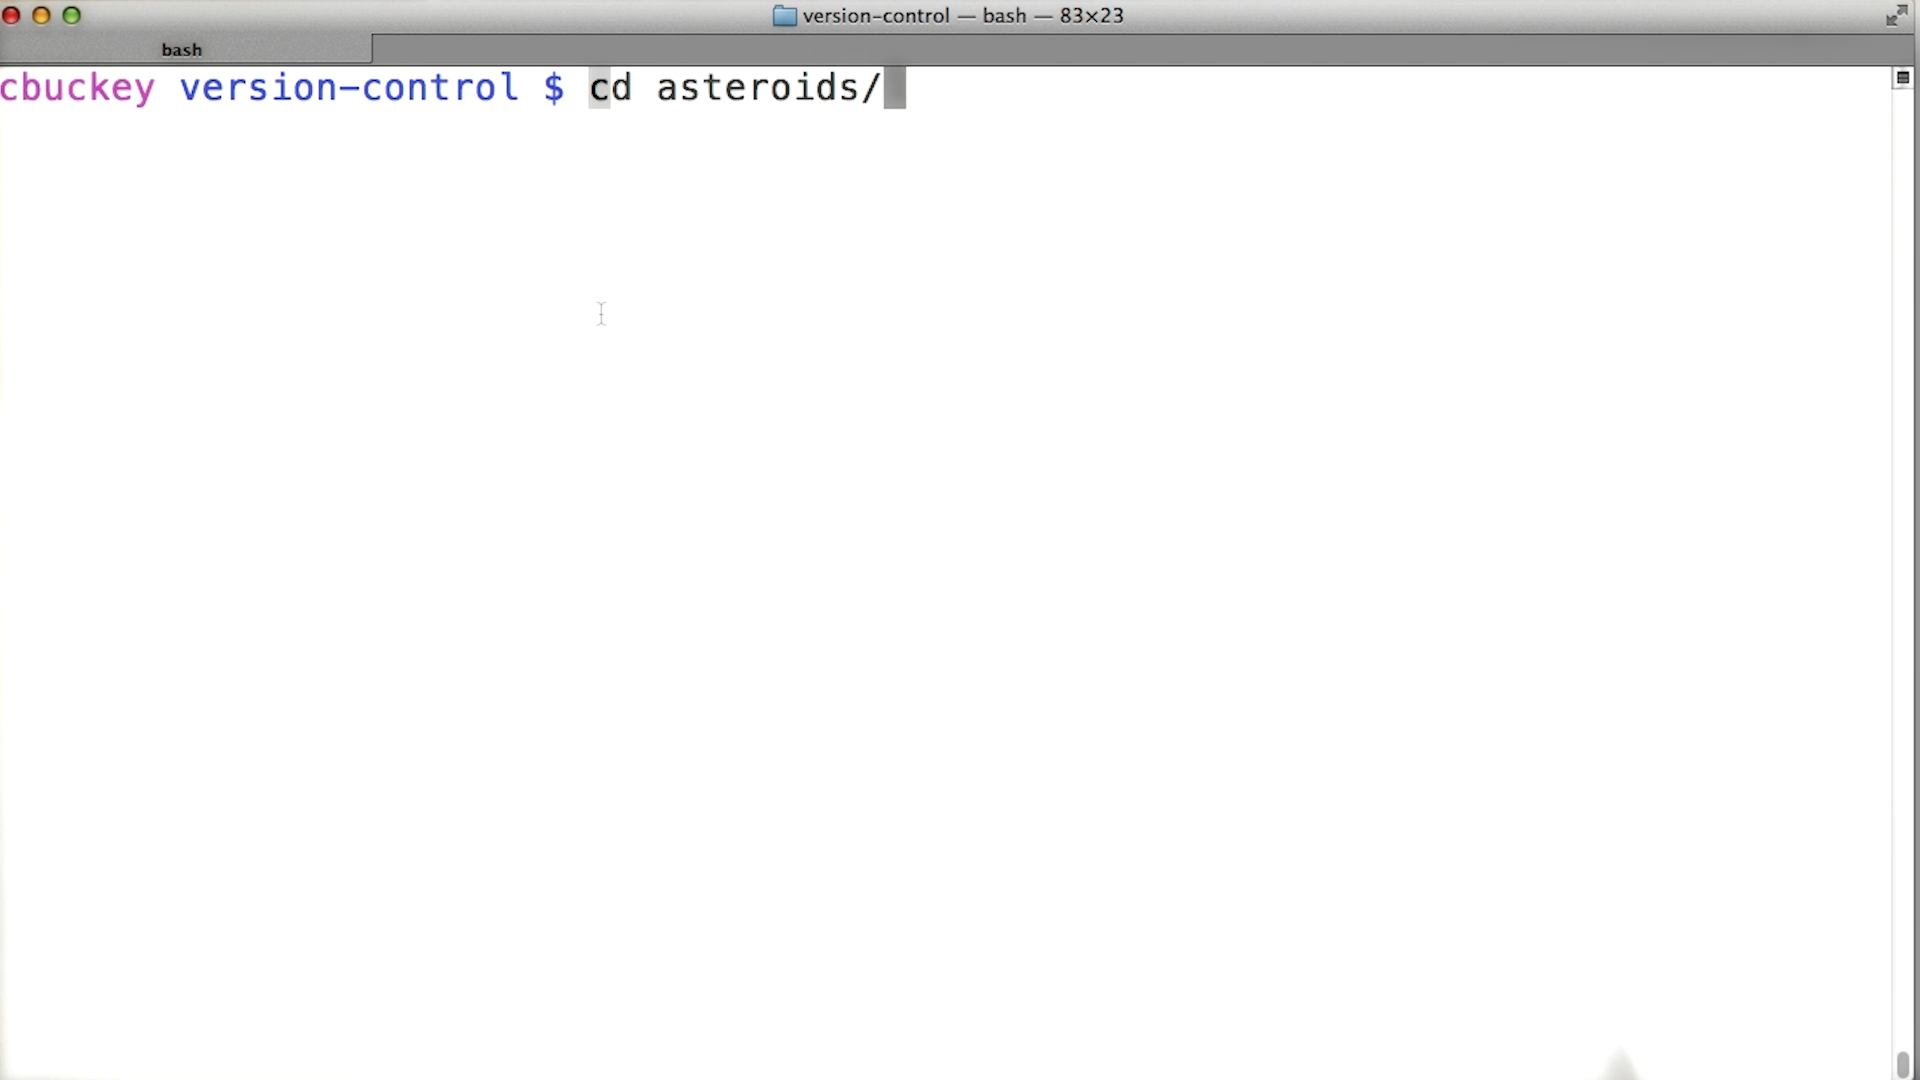 version-control — bash — 83×23
bash
cbuckey version-control $ cd asteroids/